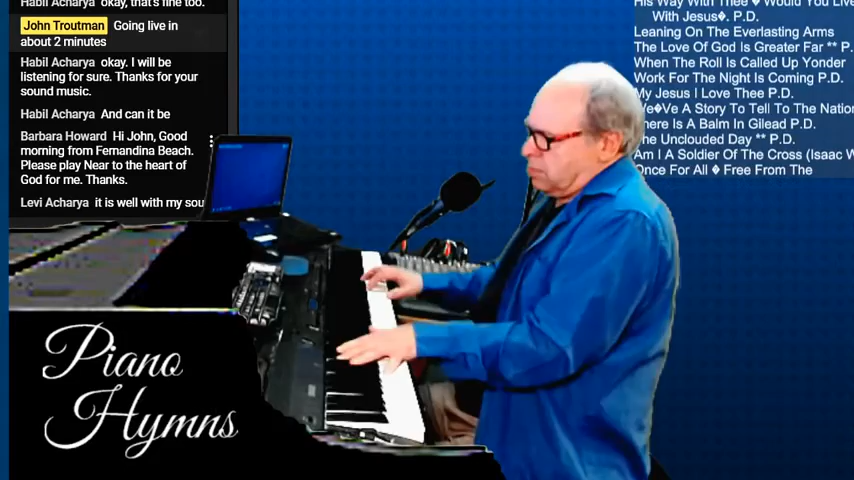 Habil Acharya okay, that's fine too.
John Troutman Going live in
about 2 minutes
Habil Acharya okay. I will be
listening for sure. Thanks for your
sound music.
Habil Acharya And can it be
Barbara Howard Hi John, Good
morning from Fernandina Beach.
Please play Near to the heart of
God for me. Thanks.
Levi Acharya it is well with my sou
Piano
Hymns
His Way With Thee � Would You Live
With Jesus�. P.D.
Leaning On The Everlasting Arms
The Love Of God Is Greater Far ** P.
When The Roll Is Called Up Yonder
Work For The Night Is Coming P.D.
My Jesus I Love Thee P.D.
We�Ve A Story To Tell To The Nation
There Is A Balm In Gilead P.D.
The Unclouded Day ** P.D.
Am I A Soldier Of The Cross (Isaac W
Once For All � Free From The